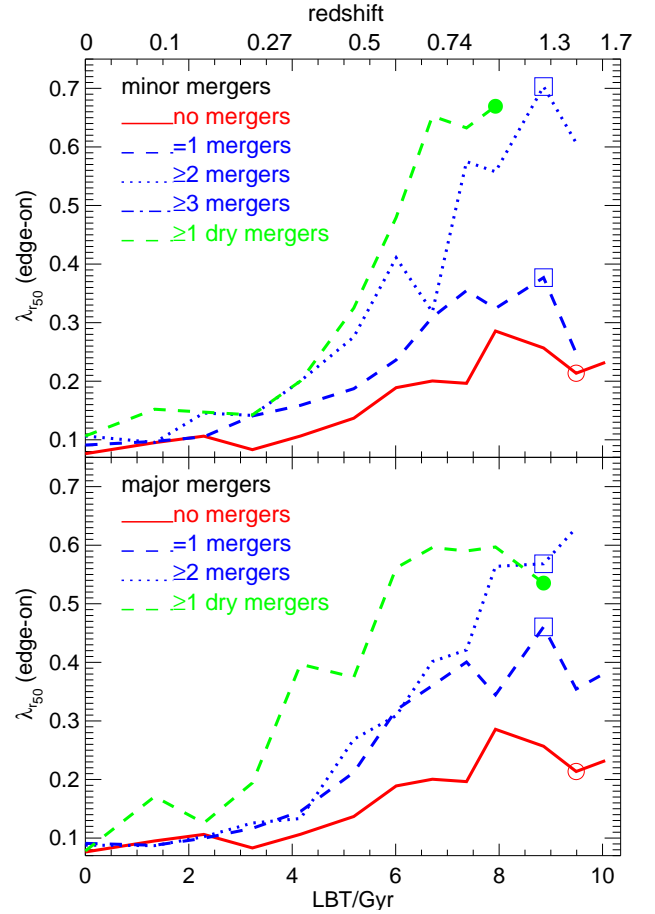 redshift
0 0.1 0.27 0.5 0.74 1.3 1.7
0.7
0.6
0.5
0.4
0.3
0.2
0.1
λr50 (edge-on)
minor mergers
no mergers
=1 mergers
≥2 mergers
≥3 mergers
≥1 dry mergers
0.7
0.6
0.5
0.4
0.3
0.2
0.1
λr50 (edge-on)
major mergers
no mergers
=1 mergers
≥2 mergers
≥1 dry mergers
0 2 4 6 8 10
LBT/Gyr